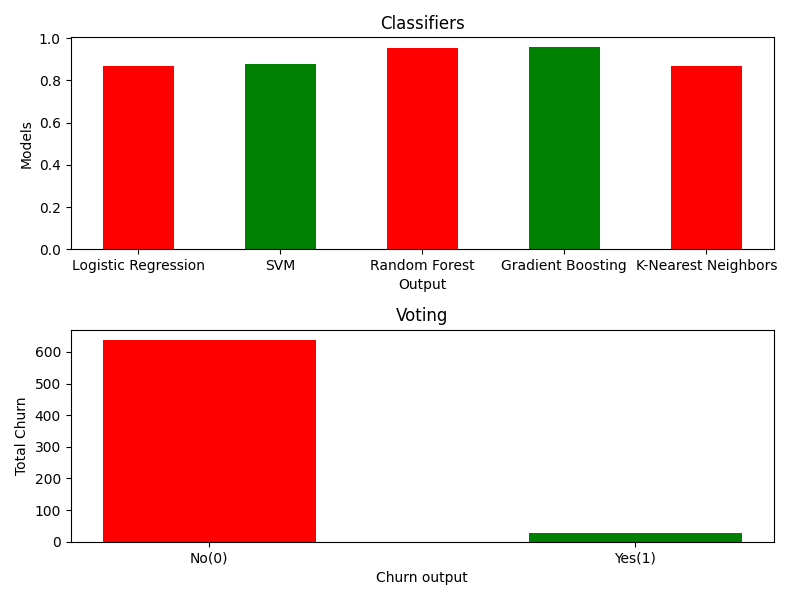 Classifiers
1.0
0.8
0.6
0.4
0.2
0.0
Models
Logistic Regression SVM Random Forest Gradient Boosting K-Nearest Neighbors
Output
Voting
600
500
400
300
200
100
0
Total Churn
No(0) Yes(1)
Churn output